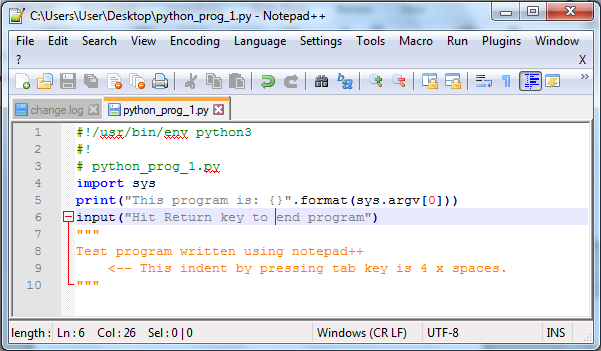 C:\Users\User\Desktop\python_prog_1.py - Notepad++
File Edit Search View Encoding Language Settings Tools Macro Run Plugins Window
? X
change.log python_prog_1.py
1 #!/usr/bin/env python3
2 #!
3 # python_prog_1.py
4 import sys
5 print("This program is: {}".format(sys.argv[0]))
6 input("Hit Return key to end program")
7 """
8 Test program written using notepad++
9     <-- This indent by pressing tab key is 4 x spaces.
10 """
length : Ln : 6 Col : 26 Sel : 0 | 0 Windows (CR LF) UTF-8 INS